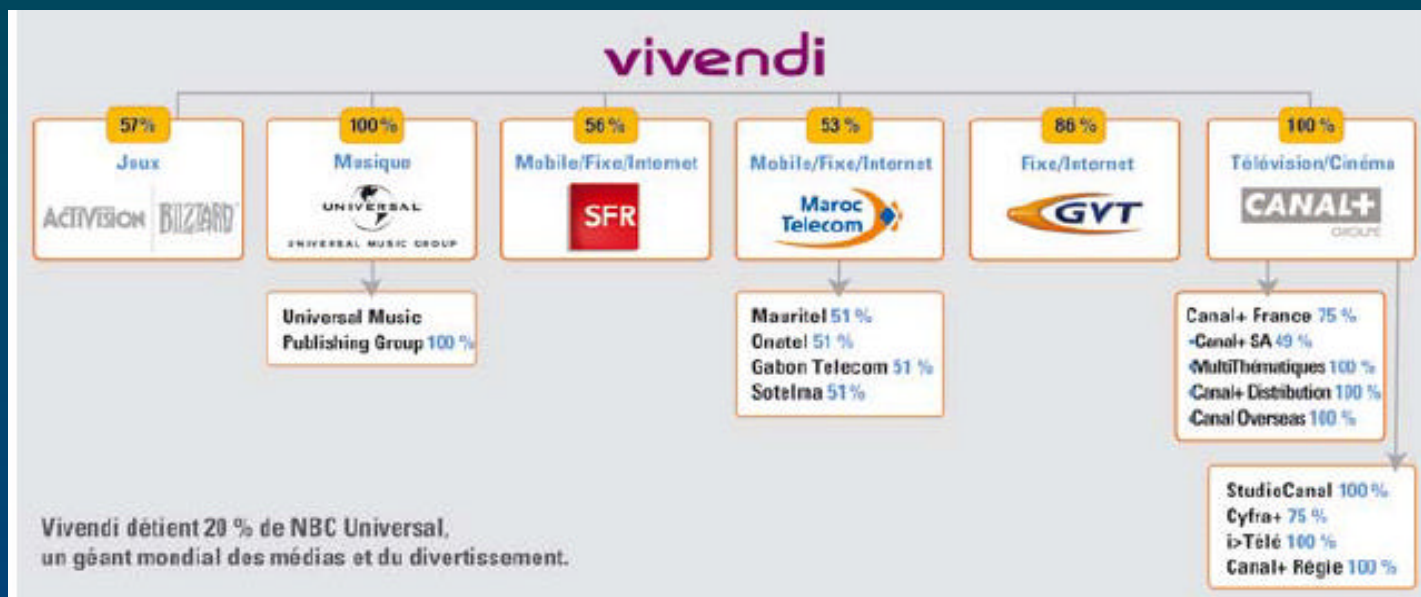 vivendi
57%
Jeux
ACTIVISION BLIZZARD
100 %
Musique
UNIVERSAL
UNIVERSAL MUSIC GROUP
Universal Music
Publishing Group 100 %
56 %
Mobile/Fixe/Internet
SFR
53 %
Mobile/Fixe/Internet
Maroc
Telecom
Mauritel 51 %
Onatel 51 %
Gabon Telecom 51 %
Sotelma 51%
86 %
Fixe/Internet
GVT
100 %
Télévision/Cinéma
CANAL+
GROUPE
Canal+ France 75 %
•Canal+ SA 49 %
•MultiThématiques 100 %
•Canal+ Distribution 100 %
•Canal Overseas 100 %
StudioCanal 100 %
Cyfra+ 75 %
i>Télé 100 %
Canal+ Régie 100 %
Vivendi détient 20 % de NBC Universal,
un géant mondial des médias et du divertissement.